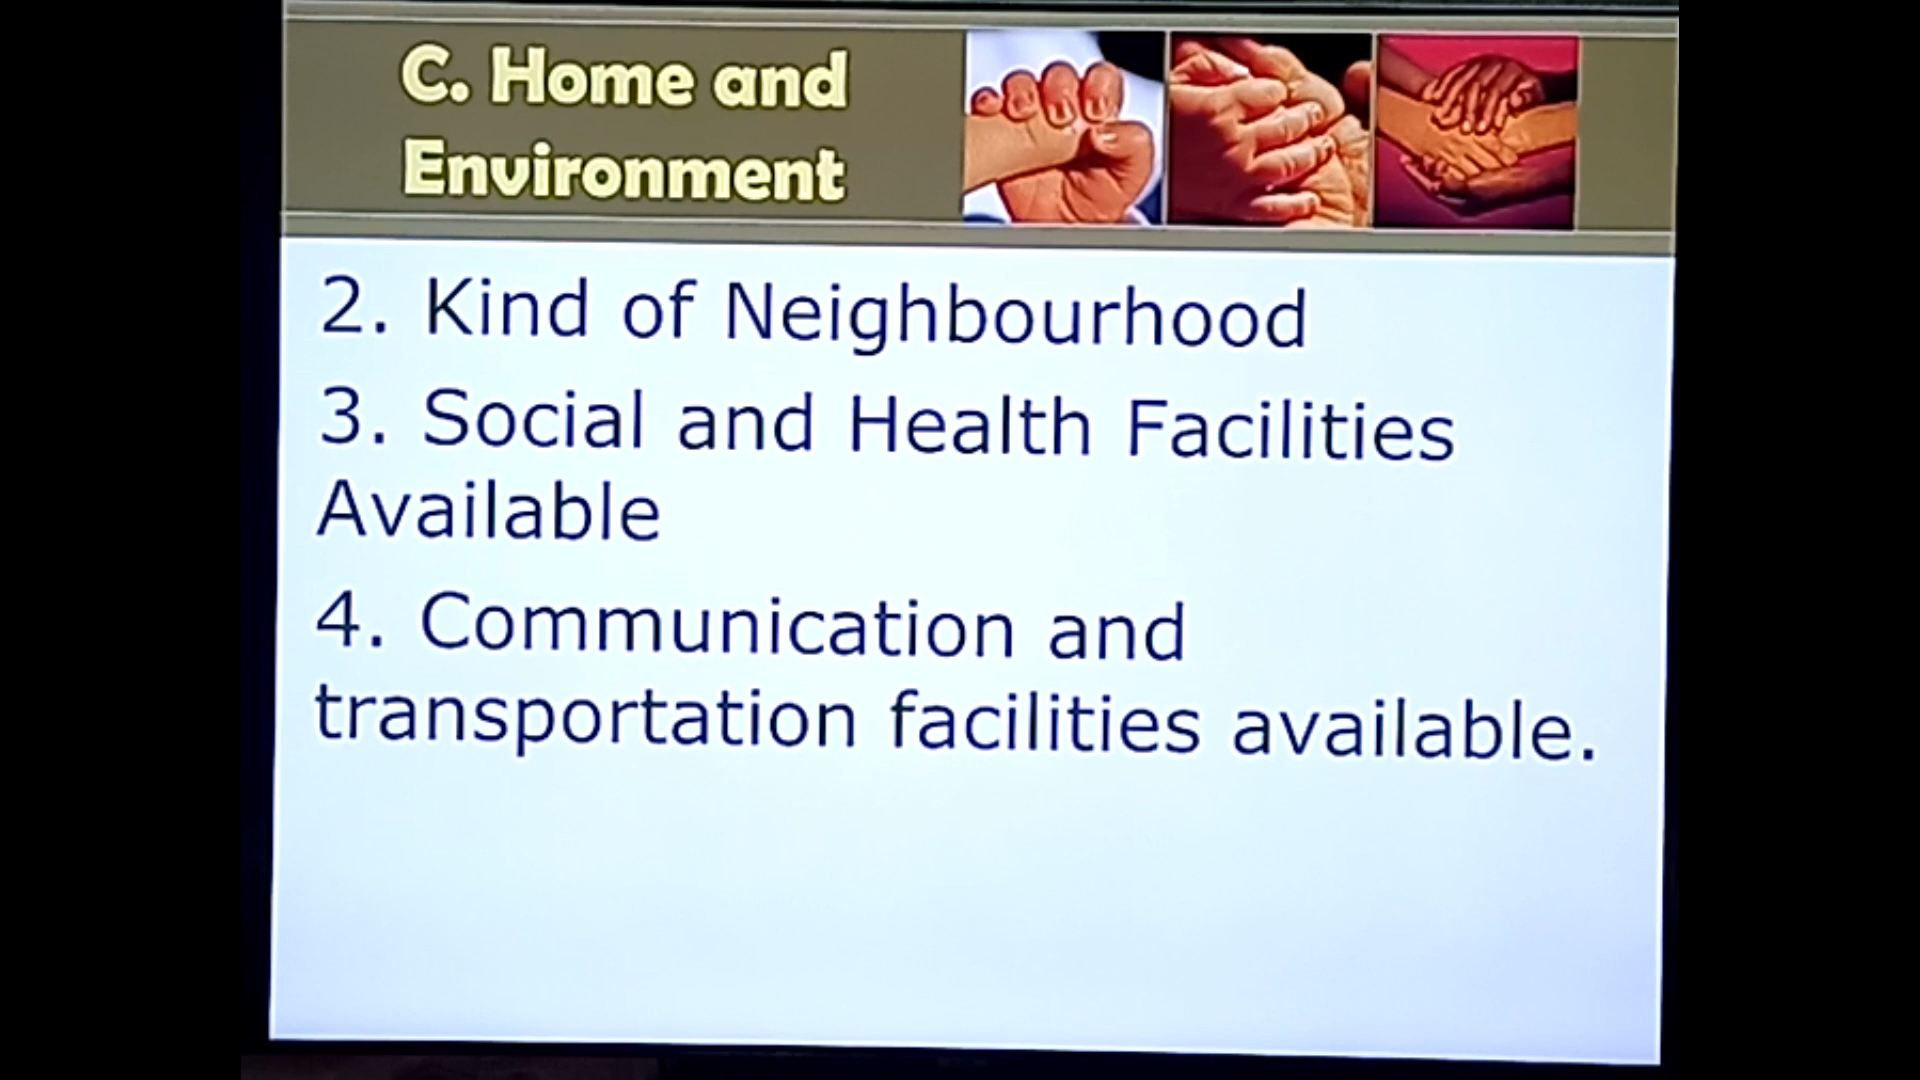 C. Home and
Environment
2. Kind of Neighbourhood
3. Social and Health Facilities
Available
4. Communication and
transportation facilities available.